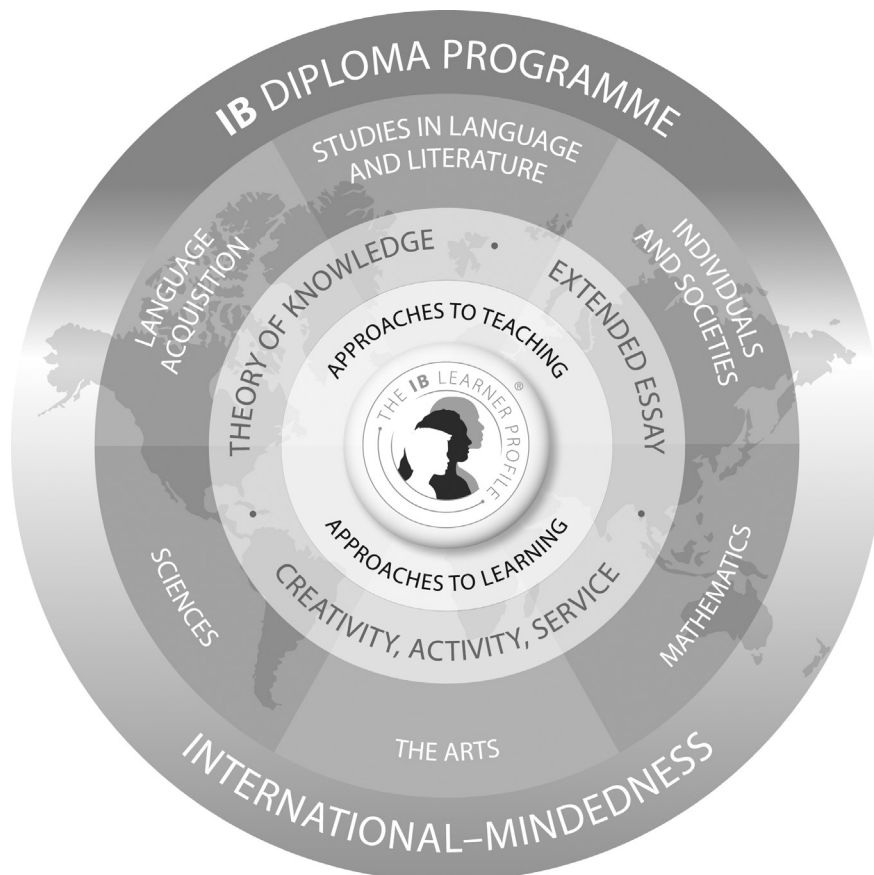 IB DIPLOMA PROGRAMME
STUDIES IN LANGUAGE
AND LITERATURE
LANGUAGE
ACQUISITION
INDIVIDUALS
AND SOCIETIES
THEORY OF KNOWLEDGE
•
EXTENDED ESSAY
APPROACHES TO TEACHING
THE IB LEARNER PROFILE
®
APPROACHES TO LEARNING
•
CREATIVITY, ACTIVITY, SERVICE
•
SCIENCES
MATHEMATICS
THE ARTS
INTERNATIONAL–MINDEDNESS